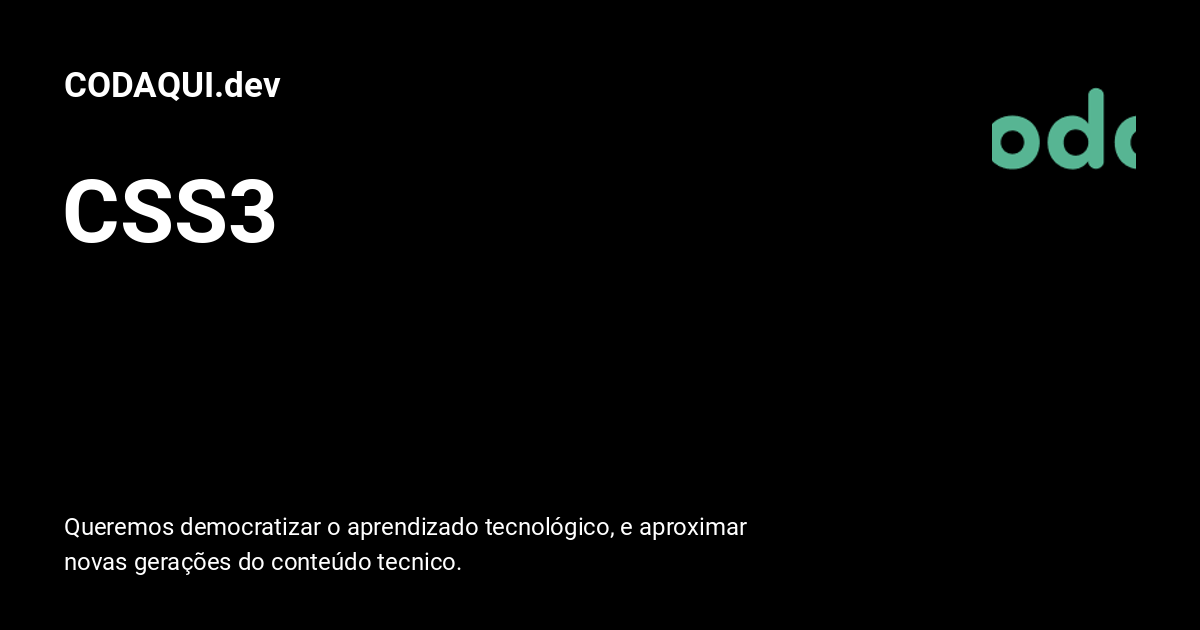 CODAQUI.dev
CSS3
Queremos democratizar o aprendizado tecnológico, e aproximar
novas gerações do conteúdo tecnico.